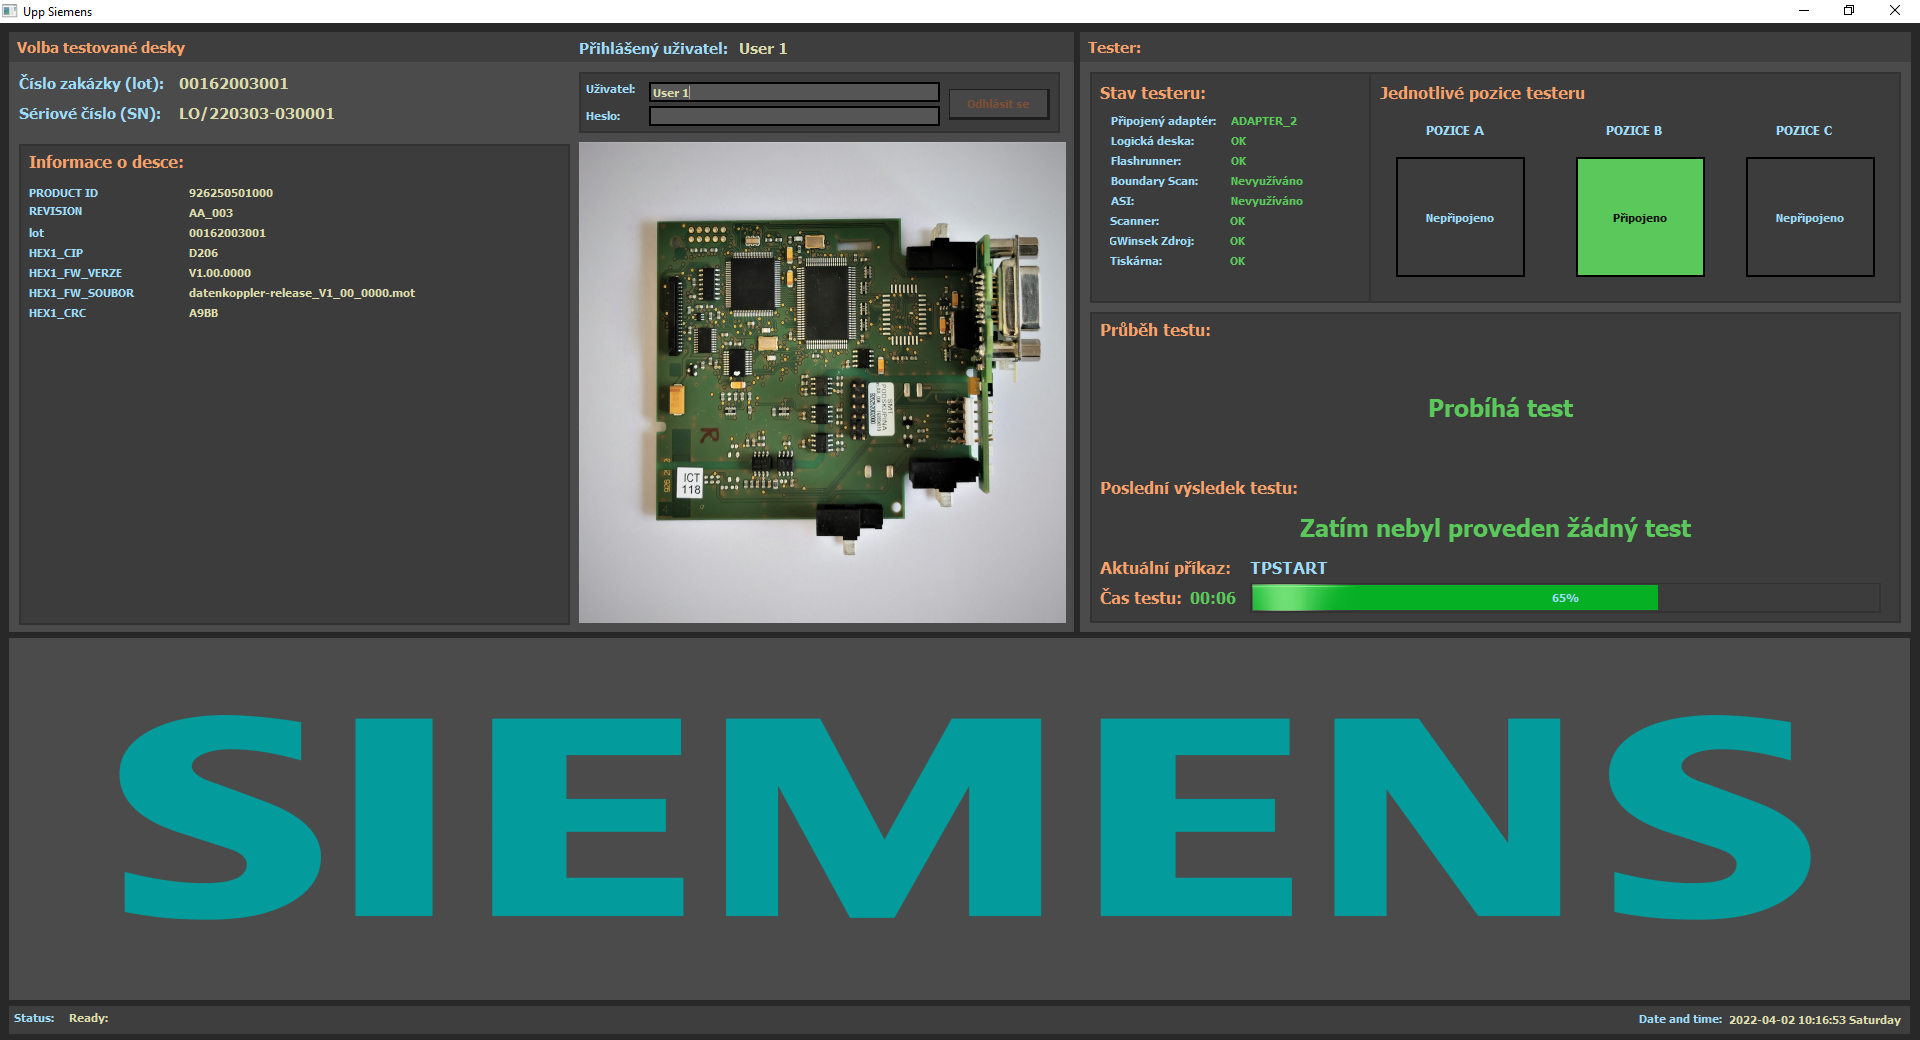 Upp Siemens
Volba testované desky
Přihlášený uživatel: User 1
Číslo zakázky (lot): 00162003001
Sériové číslo (SN): LO/220303-030001
Uživatel: User 1
Heslo:
Odhlásit se
Informace o desce:
PRODUCT ID 926250501000
REVISION AA_003
lot 00162003001
HEX1_CIP D206
HEX1_FW_VERZE V1.00.0000
HEX1_FW_SOUBOR datenkoppler-release_V1_00_0000.mot
HEX1_CRC A9BB
R
ICT
118
Tester:
Stav testeru:
Připojený adaptér: ADAPTER_2
Logická deska: OK
Flashrunner: OK
Boundary Scan: Nevyužíváno
ASI: Nevyužíváno
Scanner: OK
GWinsek Zdroj: OK
Tiskárna: OK
Jednotlivé pozice testeru
POZICE A POZICE B POZICE C
Nepřipojeno Připojeno Nepřipojeno
Průběh testu:
Probíhá test
Poslední výsledek testu:
Zatím nebyl proveden žádný test
Aktuální příkaz: TPSTART
Čas testu: 00:06 65%
SIEMENS
Status: Ready:
Date and time: 2022-04-02 10:16:53 Saturday